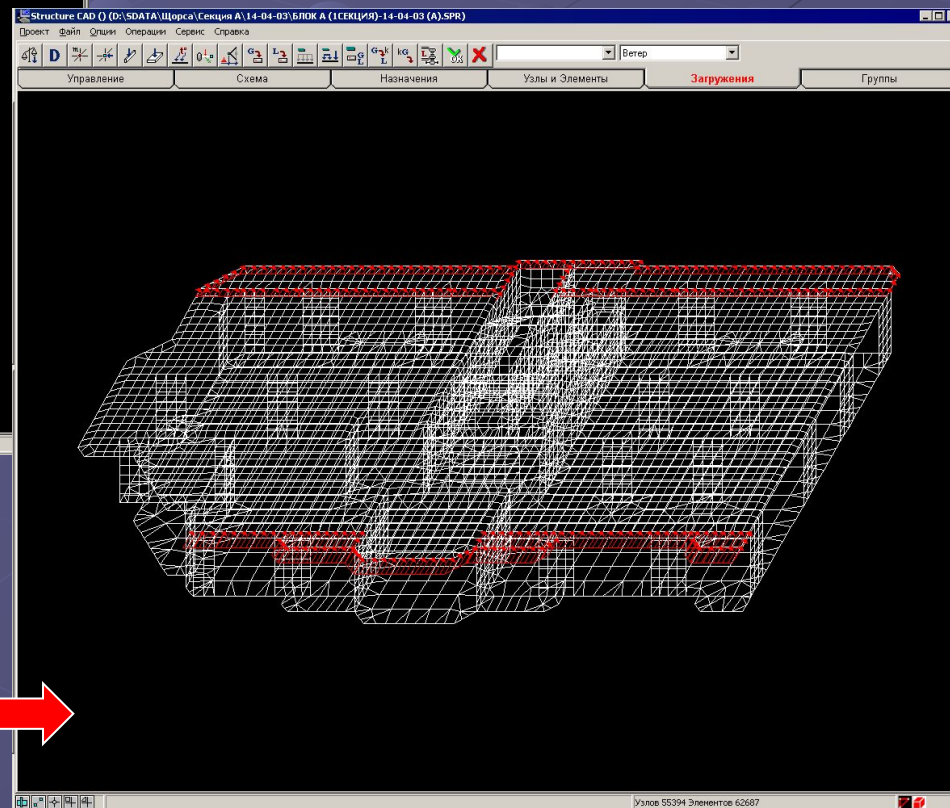 Structure CAD () (D:\SDATA\Щорса\Секция А\14-04-03\БЛОК А (1СЕКЦИЯ)-14-04-03 (А).SPR)
Проект Файл Опции Операции Сервис Справка
Ветер
Управление Схема Назначения Узлы и Элементы Загружения Группы
Узлов 55394 Элементов 62687